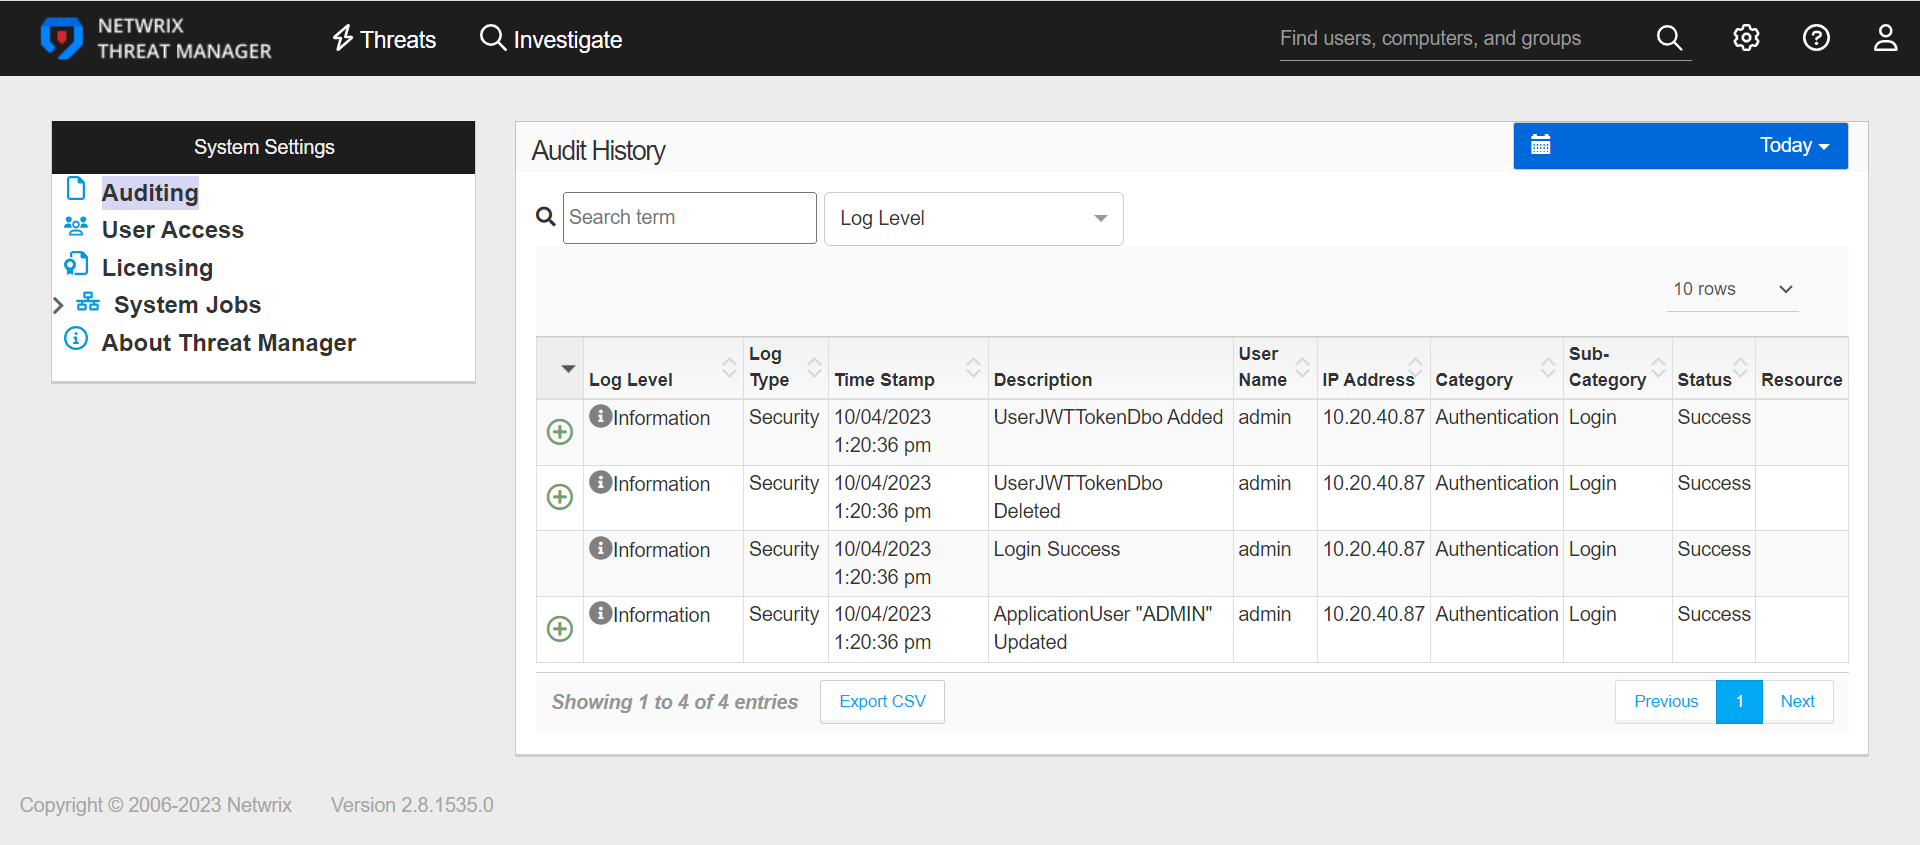 NETWRIX
THREAT MANAGER
Threats
Investigate
Find users, computers, and groups
System Settings
Auditing
User Access
Licensing
System Jobs
About Threat Manager
Audit History
Today
Search term
Log Level
10 rows
Log Level
Log Type
Time Stamp
Description
User Name
IP Address
Category
Sub-Category
Status
Resource
Information Security 10/04/2023 UserJWTTokenDbo Added admin 10.20.40.87 Authentication Login Success
1:20:36 pm
Information Security 10/04/2023 UserJWTTokenDbo admin 10.20.40.87 Authentication Login Success
1:20:36 pm Deleted
Information Security 10/04/2023 Login Success admin 10.20.40.87 Authentication Login Success
1:20:36 pm
Information Security 10/04/2023 ApplicationUser "ADMIN" admin 10.20.40.87 Authentication Login Success
1:20:36 pm Updated
Showing 1 to 4 of 4 entries
Export CSV
Previous 1 Next
Copyright © 2006-2023 Netwrix
Version 2.8.1535.0